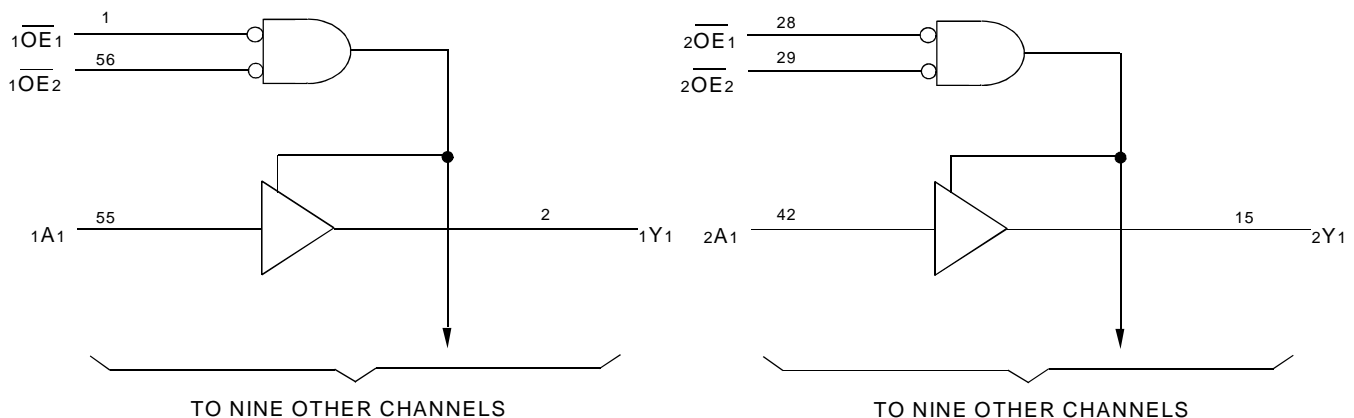 1OE1
1
1OE2
56
1A1
55
2
1Y1
TO NINE OTHER CHANNELS
2OE1
28
2OE2
29
2A1
42
15
2Y1
TO NINE OTHER CHANNELS